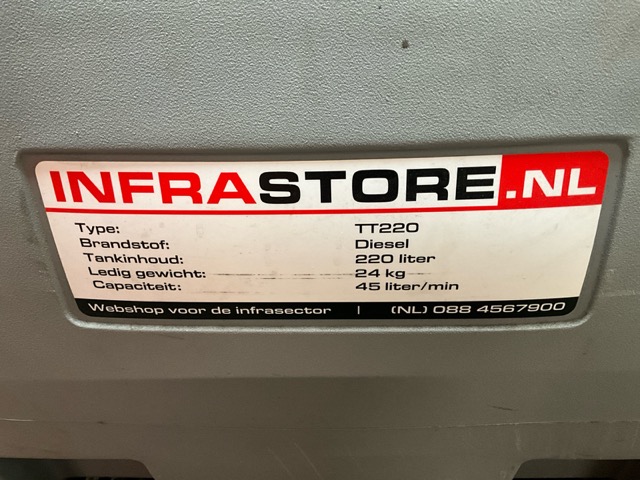 INFRASTORE.NL
Type: TT220
Brandstof: Diesel
Tankinhoud: 220 liter
Ledig gewicht: 24 kg
Capaciteit: 45 liter/min
Webshop voor de infrasector | (NL) 088 4567900